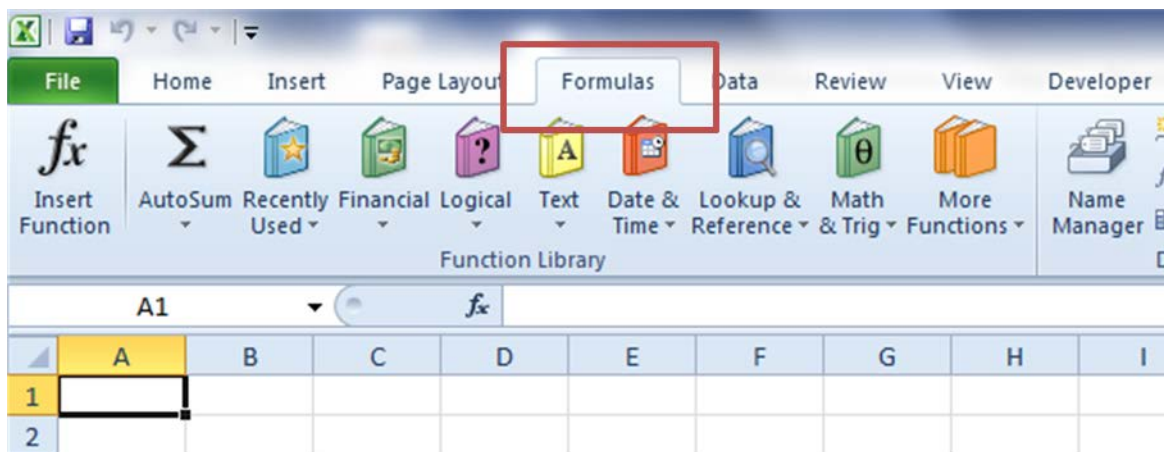 File Home Insert Page Layout Formulas Data Review View Developer
fx Σ ? A θ
Insert Function
AutoSum
Recently Used
Financial
Logical
Text
Date & Time
Lookup & Reference
Math & Trig
More Functions
Name Manager
Function Library
A1 fx
A B C D E F G H I
1
2